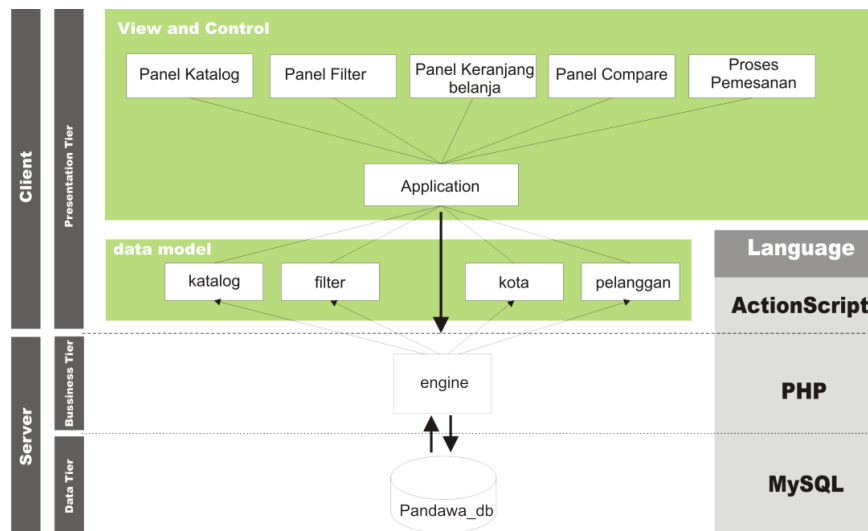 View and Control
Panel Katalog
Panel Filter
Panel Keranjang
belanja
Panel Compare
Proses
Pemesanan
Application
data model
katalog
filter
kota
pelanggan
engine
Pandawa_db
Client
Server
Presentation Tier
Bussiness Tier
Data Tier
Language
ActionScript
PHP
MySQL